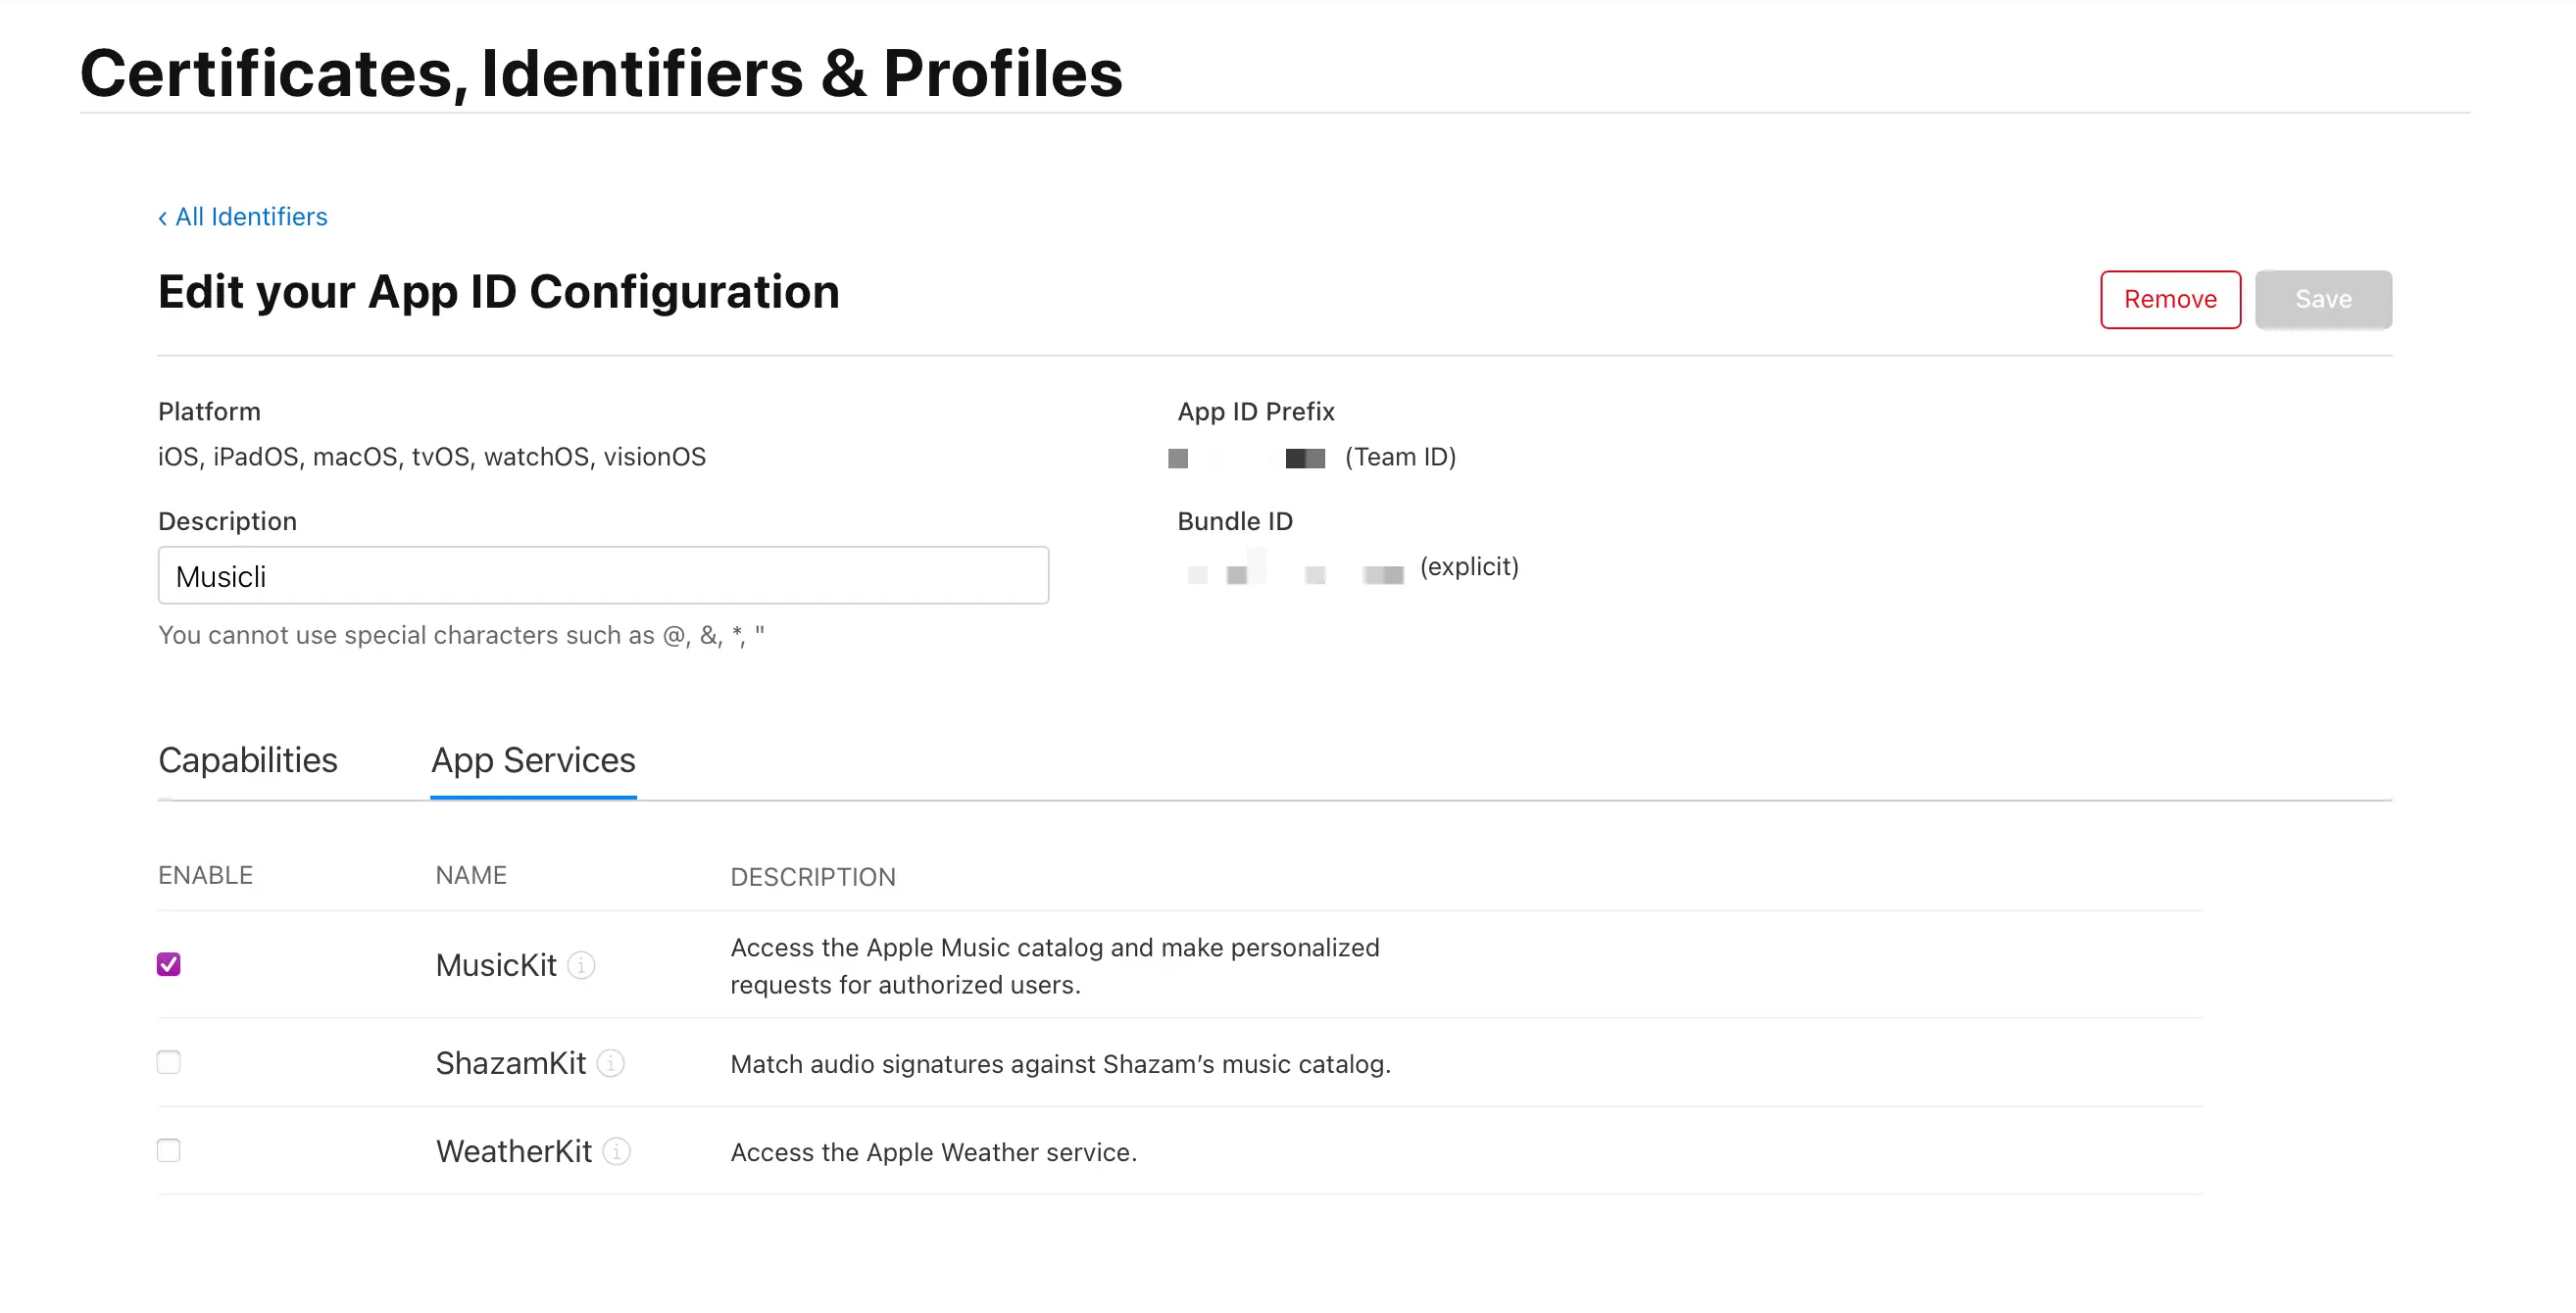 Certificates, Identifiers & Profiles
‹ All Identifiers
Edit your App ID Configuration
Remove
Save
Platform
iOS, iPadOS, macOS, tvOS, watchOS, visionOS
App ID Prefix
(Team ID)
Description
Musicli
You cannot use special characters such as @, &, *, "
Bundle ID
(explicit)
Capabilities
App Services
ENABLE NAME DESCRIPTION
MusicKit
Access the Apple Music catalog and make personalized
requests for authorized users.
ShazamKit
Match audio signatures against Shazam’s music catalog.
WeatherKit
Access the Apple Weather service.